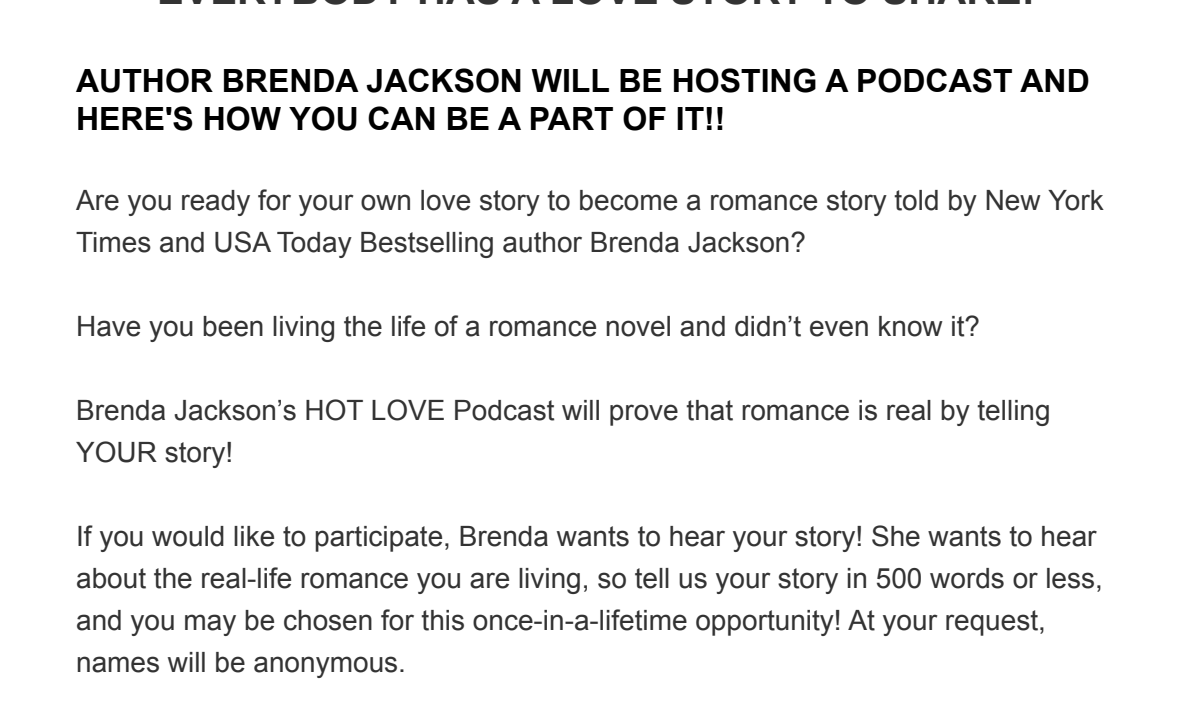 EVERYBODY HAS A LOVE STORY TO SHARE!
AUTHOR BRENDA JACKSON WILL BE HOSTING A PODCAST AND
HERE'S HOW YOU CAN BE A PART OF IT!!
Are you ready for your own love story to become a romance story told by New York
Times and USA Today Bestselling author Brenda Jackson?
Have you been living the life of a romance novel and didn’t even know it?
Brenda Jackson’s HOT LOVE Podcast will prove that romance is real by telling
YOUR story!
If you would like to participate, Brenda wants to hear your story! She wants to hear
about the real-life romance you are living, so tell us your story in 500 words or less,
and you may be chosen for this once-in-a-lifetime opportunity! At your request,
names will be anonymous.